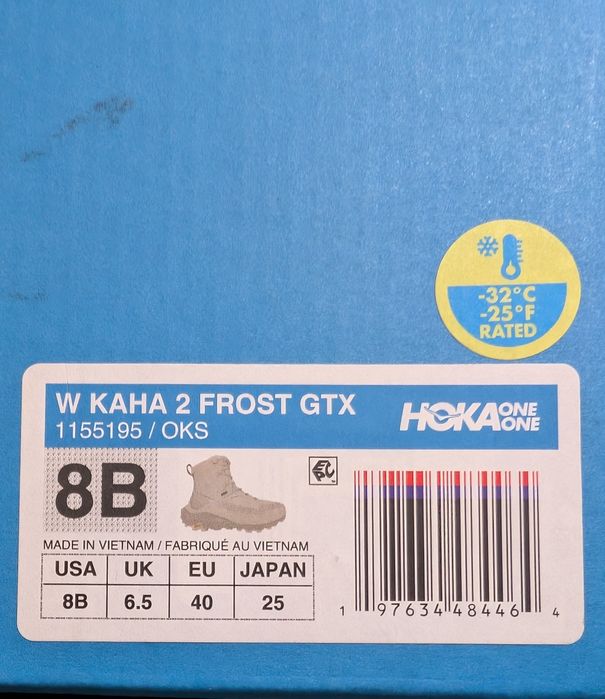 -32°C
-25°F
RATED
W KAHA 2 FROST GTX
1155195 / OKS
HOKA ONE ONE
8B
EPC
MADE IN VIETNAM / FABRIQUÉ AU VIETNAM
USA UK EU JAPAN
8B 6.5 40 25
1 97634 48446 4